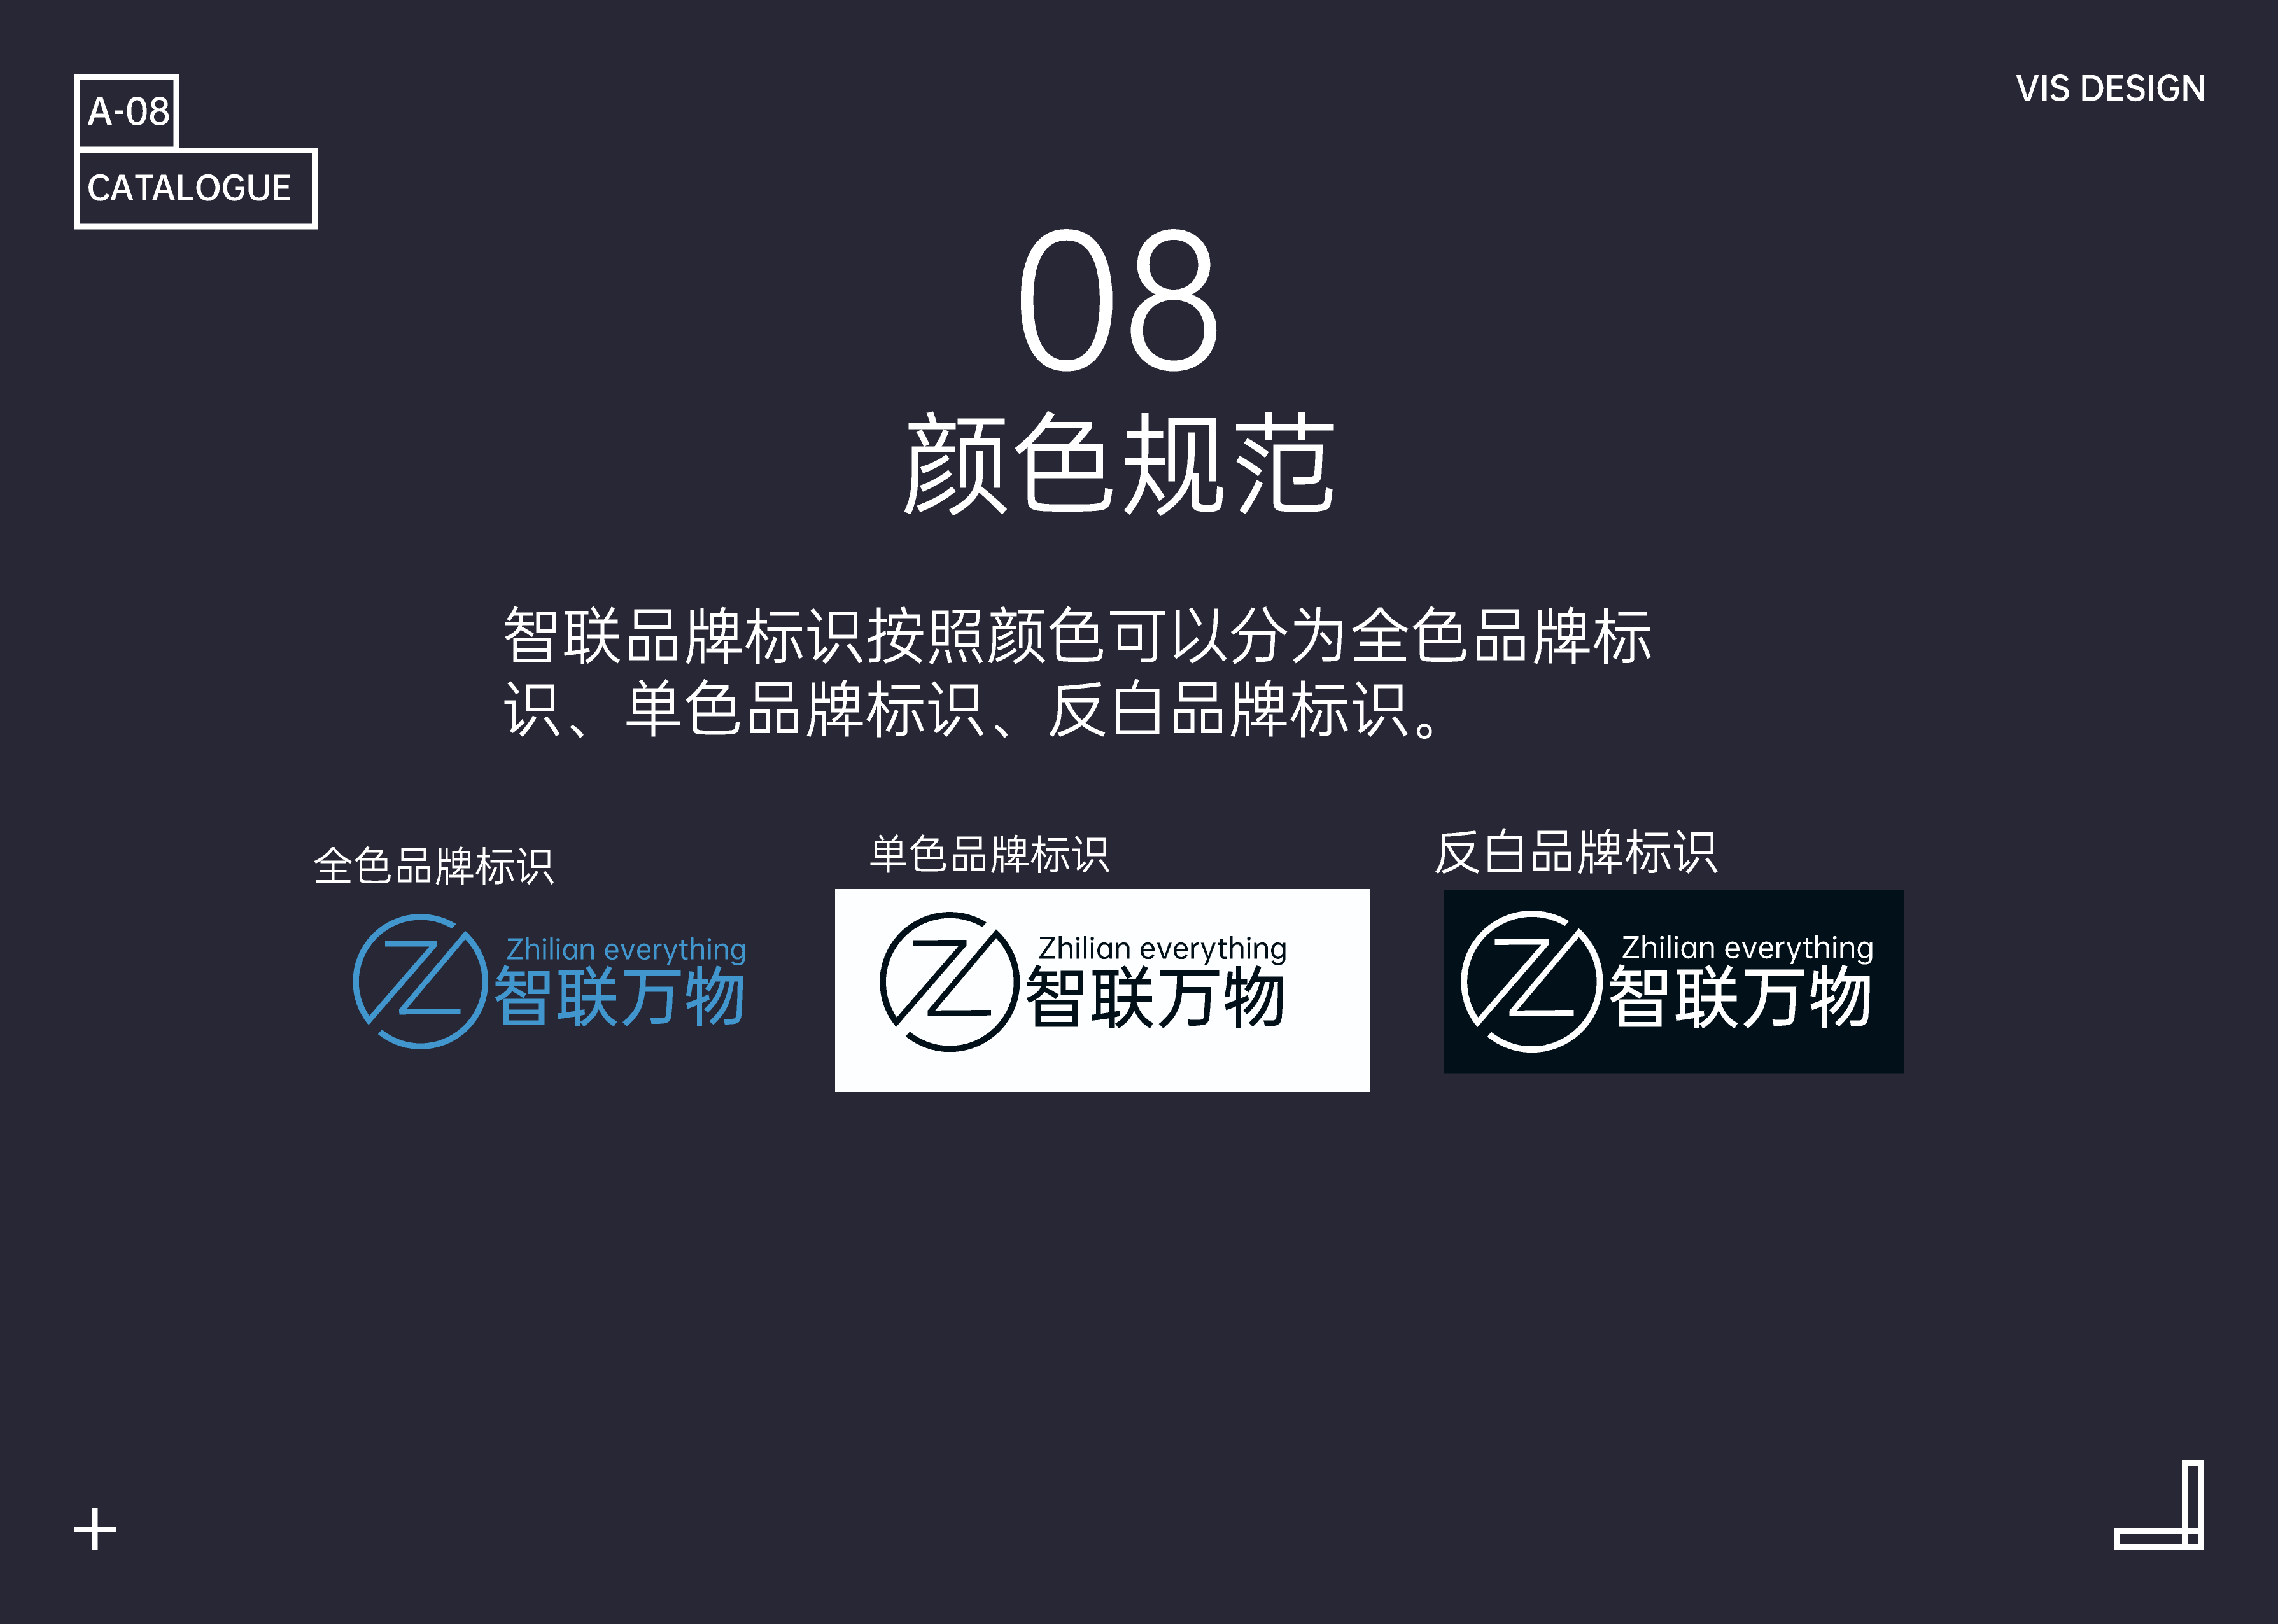 A-08
CATALOGUE
VIS DESIGN
08
颜色规范
智联品牌标识按照颜色可以分为全色品牌标
识、单色品牌标识、反白品牌标识。
全色品牌标识
Zhilian everything
智联万物
单色品牌标识
Zhilian everything
智联万物
反白品牌标识
Zhilian everything
智联万物